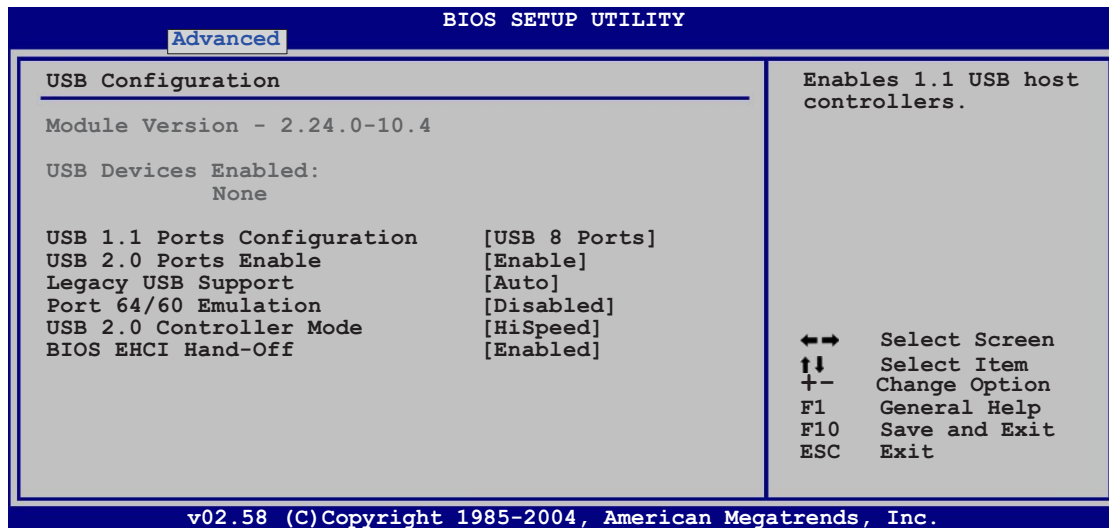 BIOS SETUP UTILITY
Advanced
USB Configuration
Module Version - 2.24.0-10.4
USB Devices Enabled:
None
USB 1.1 Ports Configuration [USB 8 Ports]
USB 2.0 Ports Enable [Enable]
Legacy USB Support [Auto]
Port 64/60 Emulation [Disabled]
USB 2.0 Controller Mode [HiSpeed]
BIOS EHCI Hand-Off [Enabled]
Enables 1.1 USB host
controllers.
←→ Select Screen
↑↓ Select Item
+- Change Option
F1 General Help
F10 Save and Exit
ESC Exit
v02.58 (C)Copyright 1985-2004, American Megatrends, Inc.